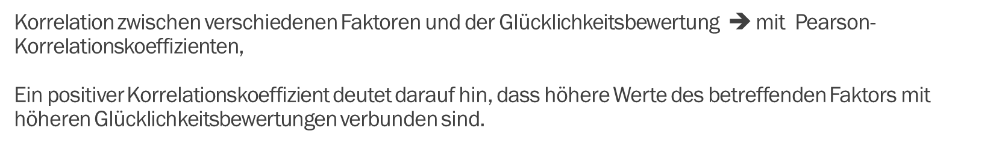 Korrelation zwischen verschiedenen Faktoren und der Glücklichkeitsbewertung ➔ mit Pearson-
Korrelationskoeffizienten,
Ein positiver Korrelationskoeffizient deutet darauf hin, dass höhere Werte des betreffenden Faktors mit
höheren Glücklichkeitsbewertungen verbunden sind.